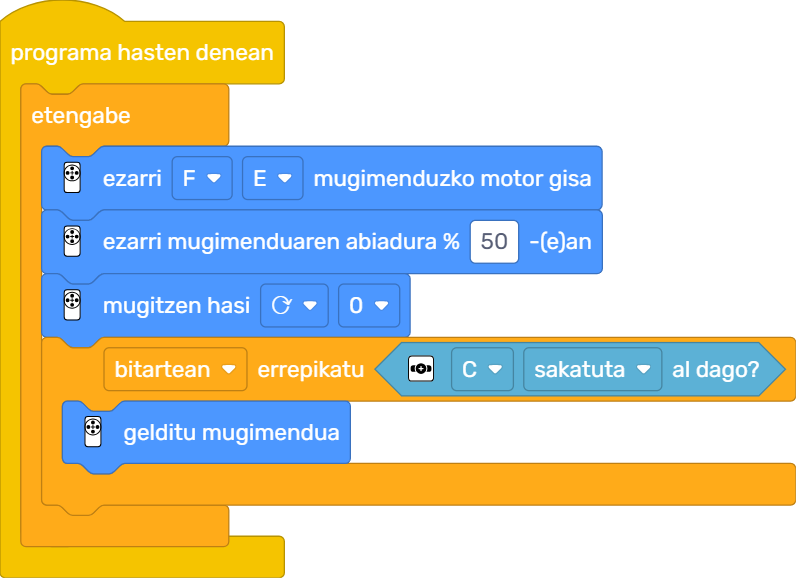 programa hasten denean
etengabe
ezarri F E mugimenduzko motor gisa
ezarri mugimenduaren abiadura % 50 -(e)an
mugitzen hasi 0
bitartean errepikatu C sakatuta al dago?
gelditu mugimendua